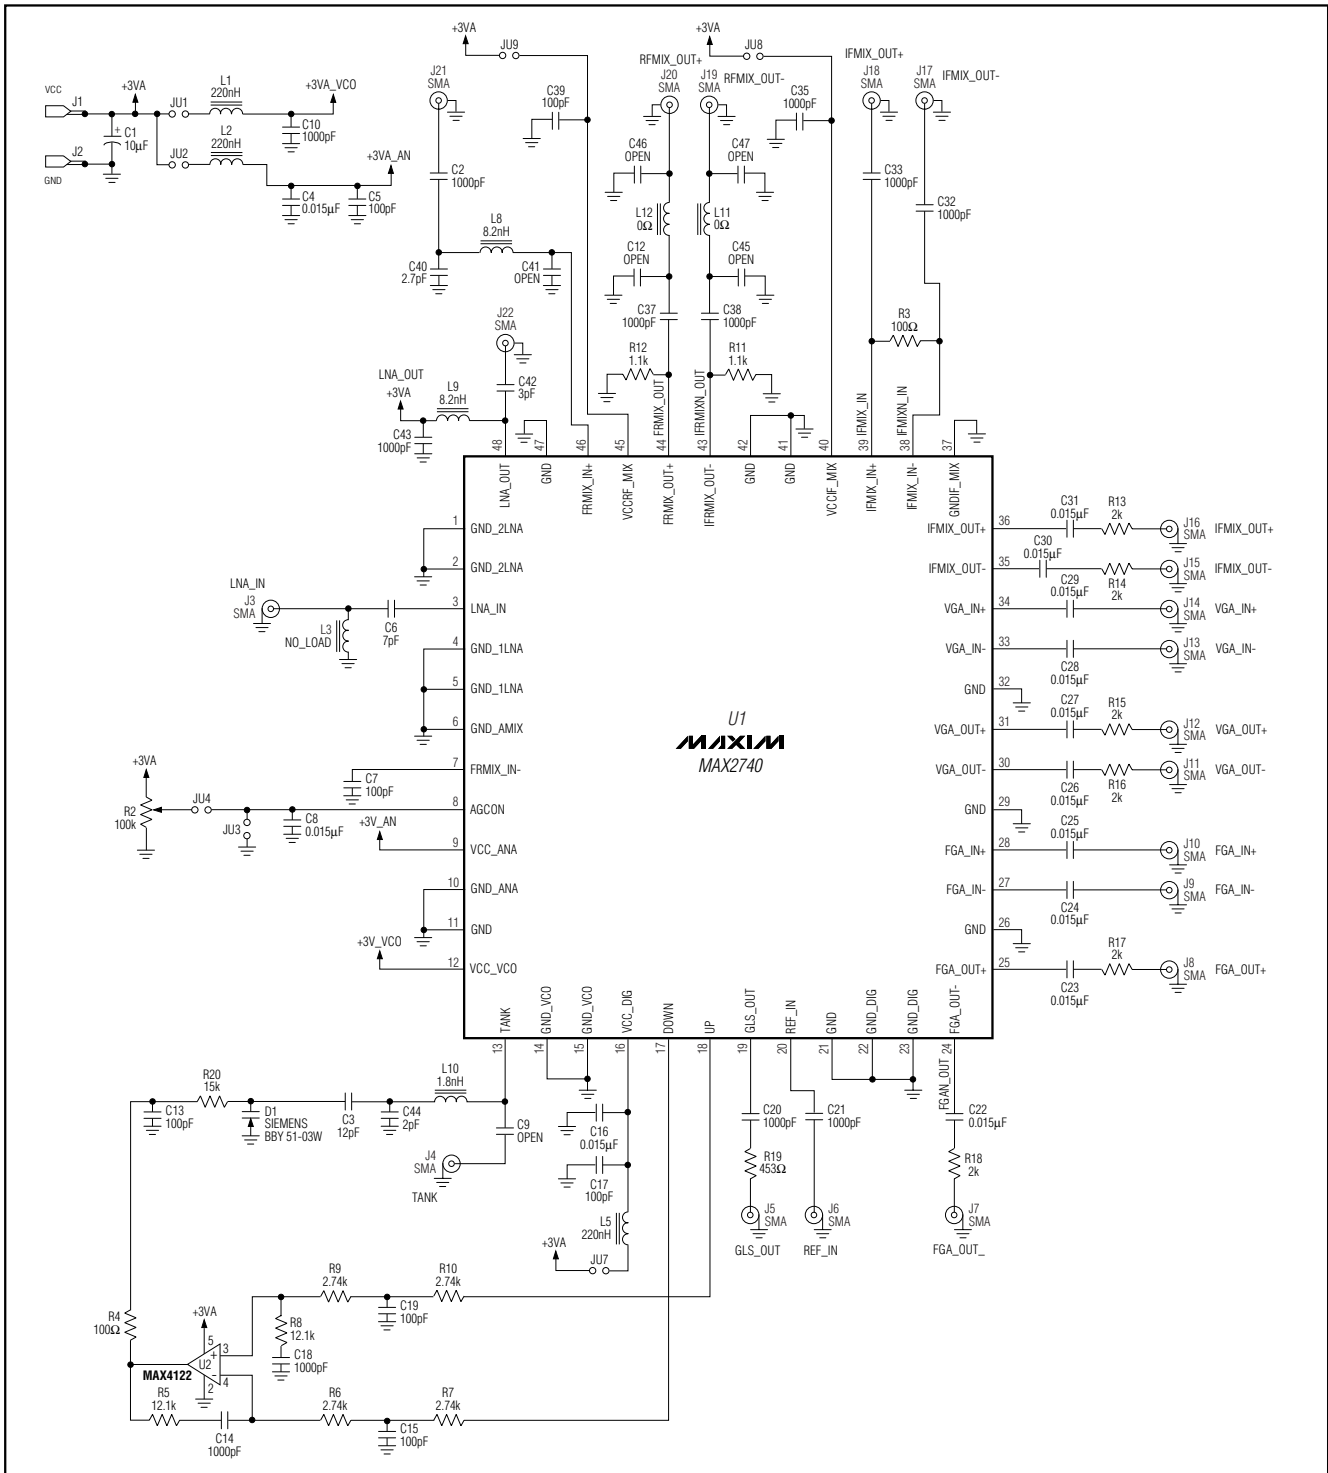 +3VA
JU9
+3VA
JU8
IFMIX_OUT+
RFMIX_OUT+
RFMIX_OUT-
IFMIX_OUT-
J21
SMA
J20
SMA
J19
SMA
J18
SMA
J17
SMA
VCC
J1
+3VA
JU1
L1
220nH
+3VA_VCO
C1
10µF
+
C10
1000pF
J2
GND
JU2
L2
220nH
+3VA_AN
C4
0.015µF
C5
100pF
C39
100pF
C35
1000pF
C46
OPEN
C47
OPEN
C2
1000pF
C33
1000pF
C32
1000pF
L12
0Ω
L11
0Ω
L8
8.2nH
C40
2.7pF
C41
OPEN
C12
OPEN
C45
OPEN
C37
1000pF
C38
1000pF
R3
100Ω
J22
SMA
R12
1.1k
R11
1.1k
LNA_OUT
+3VA
L9
8.2nH
C42
3pF
C43
1000pF
FRMIX_OUT
IFRMIXN_OUT
IFMIX_IN
IFMIXN_IN
48
47
46
45
44
43
42
41
40
39
38
37
LNA_OUT
GND
FRMIX_IN+
VCCRF_MIX
FRMIX_OUT+
IFRMIX_OUT-
GND
GND
VCCIF_MIX
IFMIX_IN+
IFMIX_IN-
GNDIF_MIX
1
GND_2LNA
2
GND_2LNA
LNA_IN
J3
SMA
L3
NO_LOAD
C6
7pF
3
LNA_IN
4
GND_1LNA
5
GND_1LNA
6
GND_AMIX
7
FRMIX_IN-
C7
100pF
+3VA
R2
100k
JU4
JU3
C8
0.015µF
8
AGCON
+3V_AN
9
VCC_ANA
10
GND_ANA
11
GND
+3V_VCO
12
VCC_VCO
U1
MAXIM
MAX2740
IFMIX_OUT+
36
C31
0.015µF
R13
2k
J16
SMA
IFMIX_OUT+
IFMIX_OUT-
35
C30
0.015µF
R14
2k
J15
SMA
IFMIX_OUT-
VGA_IN+
34
C29
0.015µF
J14
SMA
VGA_IN+
VGA_IN-
33
C28
0.015µF
J13
SMA
VGA_IN-
GND
32
VGA_OUT+
31
C27
0.015µF
R15
2k
J12
SMA
VGA_OUT+
VGA_OUT-
30
C26
0.015µF
R16
2k
J11
SMA
VGA_OUT-
GND
29
FGA_IN+
28
C25
0.015µF
J10
SMA
FGA_IN+
FGA_IN-
27
C24
0.015µF
J9
SMA
FGA_IN-
GND
26
FGA_OUT+
25
C23
0.015µF
R17
2k
J8
SMA
FGA_OUT+
TANK
GND_VCO
GND_VCO
VCC_DIG
DOWN
UP
GLS_OUT
REF_IN
GND
GND_DIG
GND_DIG
FGA_OUT-
13
14
15
16
17
18
19
20
21
22
23
24
FGAN_OUT
R20
15k
C13
100pF
D1
SIEMENS
BBY 51-03W
C3
12pF
C44
2pF
L10
1.8nH
C9
OPEN
J4
SMA
TANK
C16
0.015µF
C17
100pF
L5
220nH
+3VA
JU7
C20
1000pF
R19
453Ω
J5
SMA
GLS_OUT
C21
1000pF
J6
SMA
REF_IN
C22
0.015µF
R18
2k
J7
SMA
FGA_OUT_
R9
2.74k
R10
2.74k
C19
100pF
R4
100Ω
+3VA
R8
12.1k
C18
1000pF
5
3
+
U2
-
4
2
MAX4122
R5
12.1k
C14
1000pF
R6
2.74k
R7
2.74k
C15
100pF